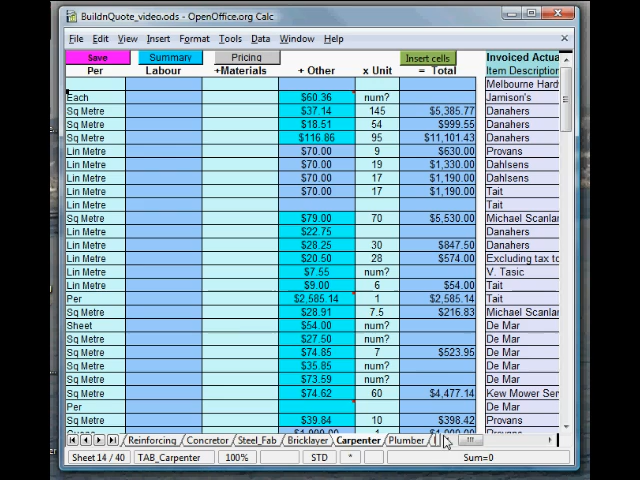 BuildnQuote_video.ods - OpenOffice.org Calc
File Edit View Insert Format Tools Data Window Help
Save Summary Pricing Insert cells Invoiced Actua
Per Labour +Materials + Other x Unit = Total Item Description
Melbourne Hard
Each $60.36 num? Jamison's
Sq Metre $37.14 145 $5,385.77 Danahers
Sq Metre $18.51 54 $999.55 Danahers
Sq Metre $116.86 95 $11,101.43 Danahers
Lin Metre $70.00 9 $630.00 Provans
Lin Metre $70.00 19 $1,330.00 Dahlsens
Lin Metre $70.00 17 $1,190.00 Dahlsens
Lin Metre $70.00 17 $1,190.00 Tait
Lin Metre Tait
Sq Metre $79.00 70 $5,530.00 Michael Scanlan
Lin Metre $22.75 Danahers
Lin Metre $28.25 30 $847.50 Danahers
Lin Metre $20.50 28 $574.00 Excluding tax to
Lin Metre $7.55 num? V. Tasic
Lin Metre $9.00 6 $54.00 Tait
Per $2,585.14 1 $2,585.14 Tait
Sq Metre $28.91 7.5 $216.83 Michael Scanlan
Sheet $54.00 num? De Mar
Sq Metre $27.50 num? De Mar
Sq Metre $74.85 7 $523.95 De Mar
Sq Metre $35.85 num? De Mar
Sq Metre $73.59 num? De Mar
Sq Metre $74.62 60 $4,477.14 Kew Mower Ser
Per De Mar
Sq Metre $39.84 10 $398.42 Provans
Reinforcing Concretor Steel_Fab Bricklayer Carpenter Plumber
Sheet 14 / 40 TAB_Carpenter 100% STD * Sum=0